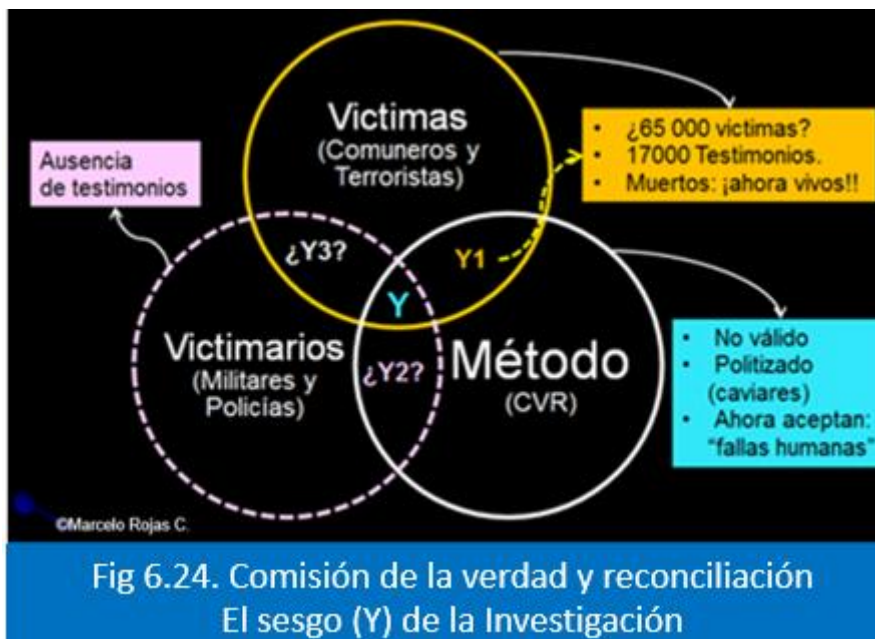 Victimas
(Comuneros y
Terroristas)
Ausencia
de testimonios
• ¿65 000 victimas?
• 17000 Testimonios.
• Muertos: ¡ahora vivos!!
¿Y3?
Y1
Y
Victimarios
(Militares y
Policías)
¿Y2?
Método
(CVR)
• No válido
• Politizado
(caviares)
• Ahora aceptan:
"fallas humanas"
©Marcelo Rojas C.
Fig 6.24. Comisión de la verdad y reconciliación
El sesgo (Y) de la Investigación